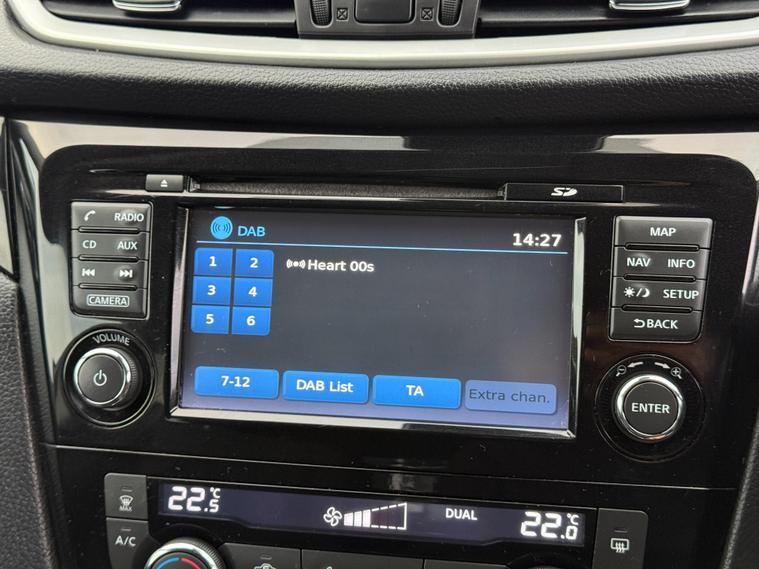 SD
RADIO
CD AUX
CAMERA
VOLUME
DAB
14:27
1 2
3 4
5 6
Heart 00s
7-12
DAB List
TA
Extra chan.
MAP
NAV INFO
SETUP
BACK
ENTER
MAX
A/C
22.5°C
DUAL
22.0°C